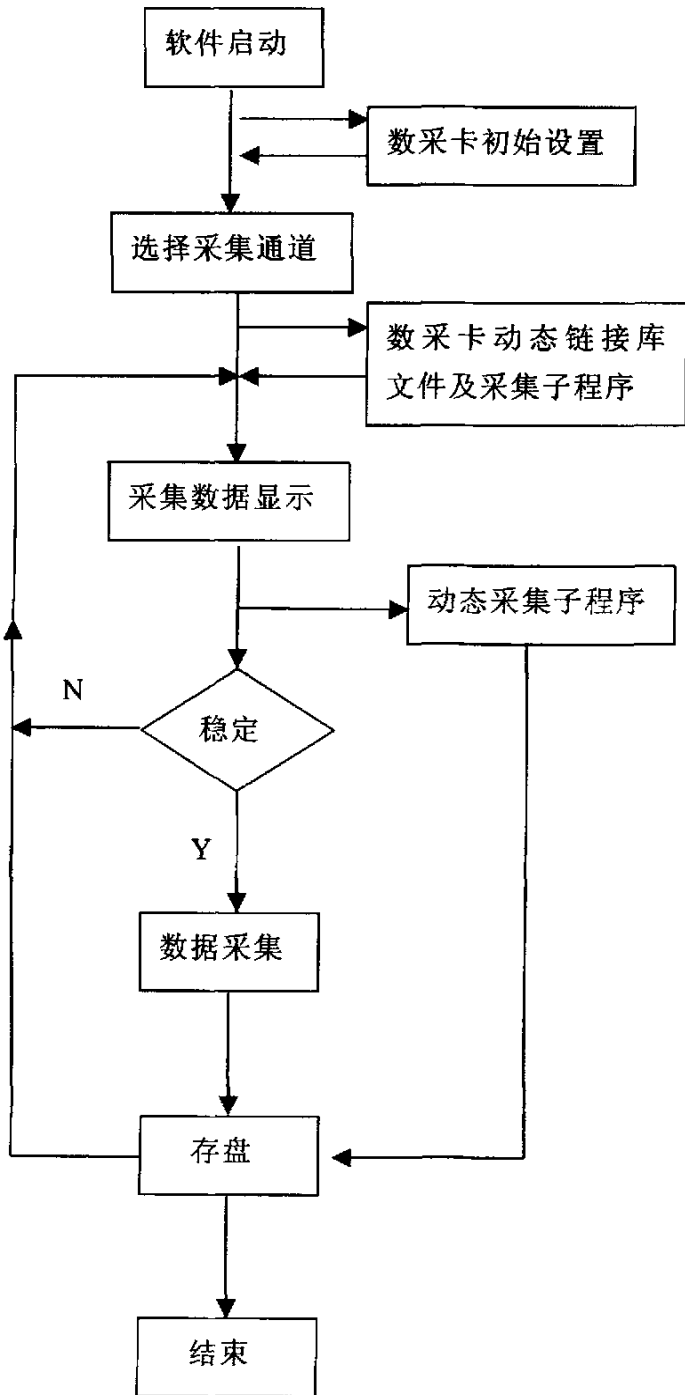 软件启动
数采卡初始设置
选择采集通道
数采卡动态链接库
文件及采集子程序
采集数据显示
动态采集子程序
N
稳定
Y
数据采集
存盘
结束